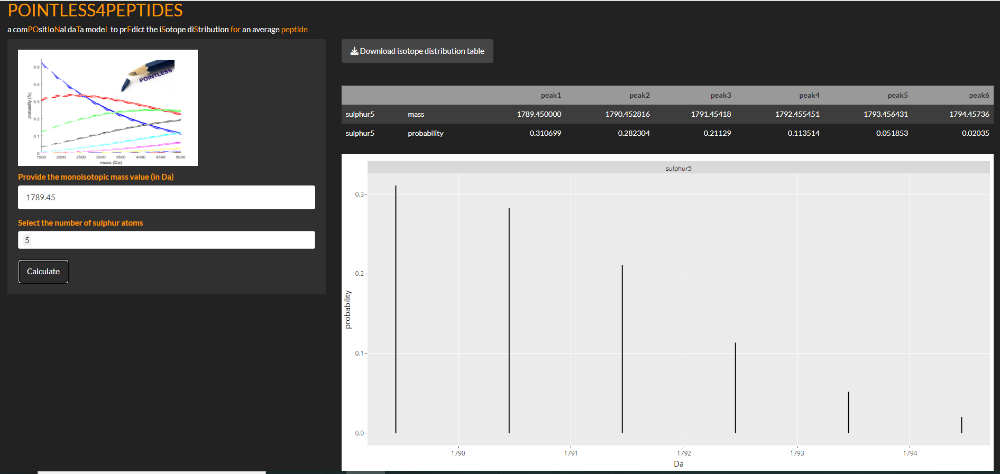 POINTLESS4PEPTIDES
a comPOsitIoNal daTa modeL to prEdict the iSotope diStribution for an average peptide
POINTLESS
0.5
0.4
0.3
0.2
0.1
0
probability (%)
1500 2000 2500 3000 3500 4000 4500 5000
mass (Da)
Provide the monoisotopic mass value (in Da)
1789.45
Select the number of sulphur atoms
5
Calculate
Download isotope distribution table
peak1 peak2 peak3 peak4 peak5 peak6
sulphur5 mass 1789.450000 1790.452816 1791.45418 1792.455451 1793.456431 1794.45736
sulphur5 probability 0.310699 0.282304 0.21129 0.113514 0.051853 0.02035
sulphur5
0.3
0.2
0.1
0.0
probability
1790 1791 1792 1793 1794
Da